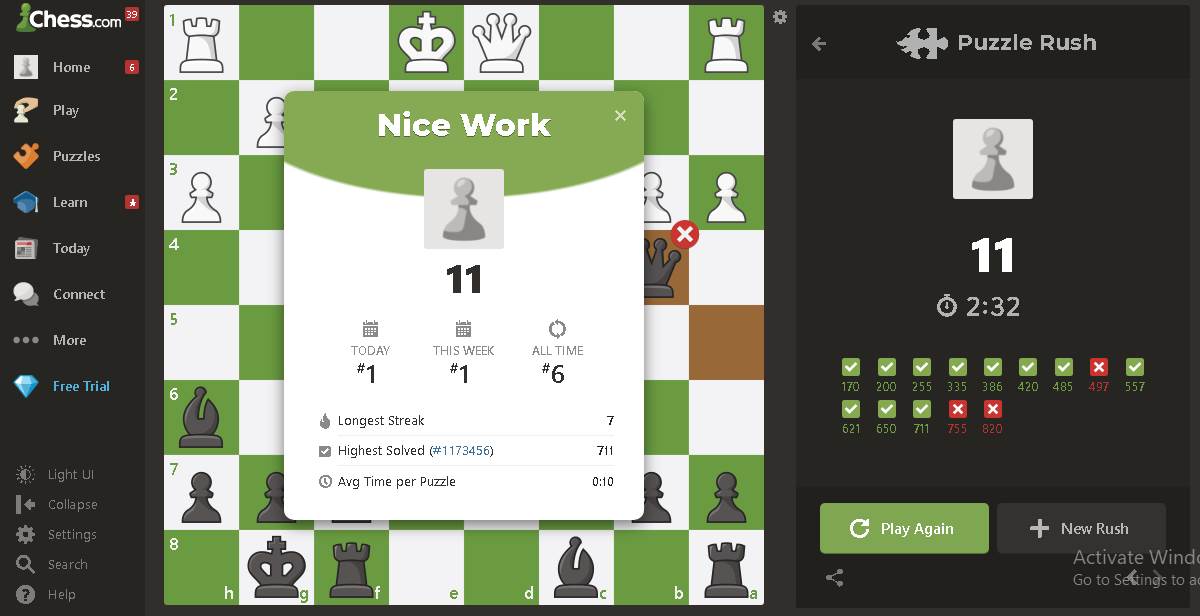 Chess.com 39
Home 6
Play
Puzzles
Learn
Today
Connect
More
Free Trial
Light UI
Collapse
Settings
Search
Help
1
2
3
4
5
6
7
8
h g f e d c b a
Nice Work
×
11
TODAY THIS WEEK ALL TIME
#1 #1 #6
Longest Streak 7
Highest Solved (#1173456) 711
Avg Time per Puzzle 0:10
Puzzle Rush
11
2:32
170 200 255 335 386 420 485 497 557
621 650 711 755 820
Play Again
New Rush
Activate Windo
Go to Settings to ac